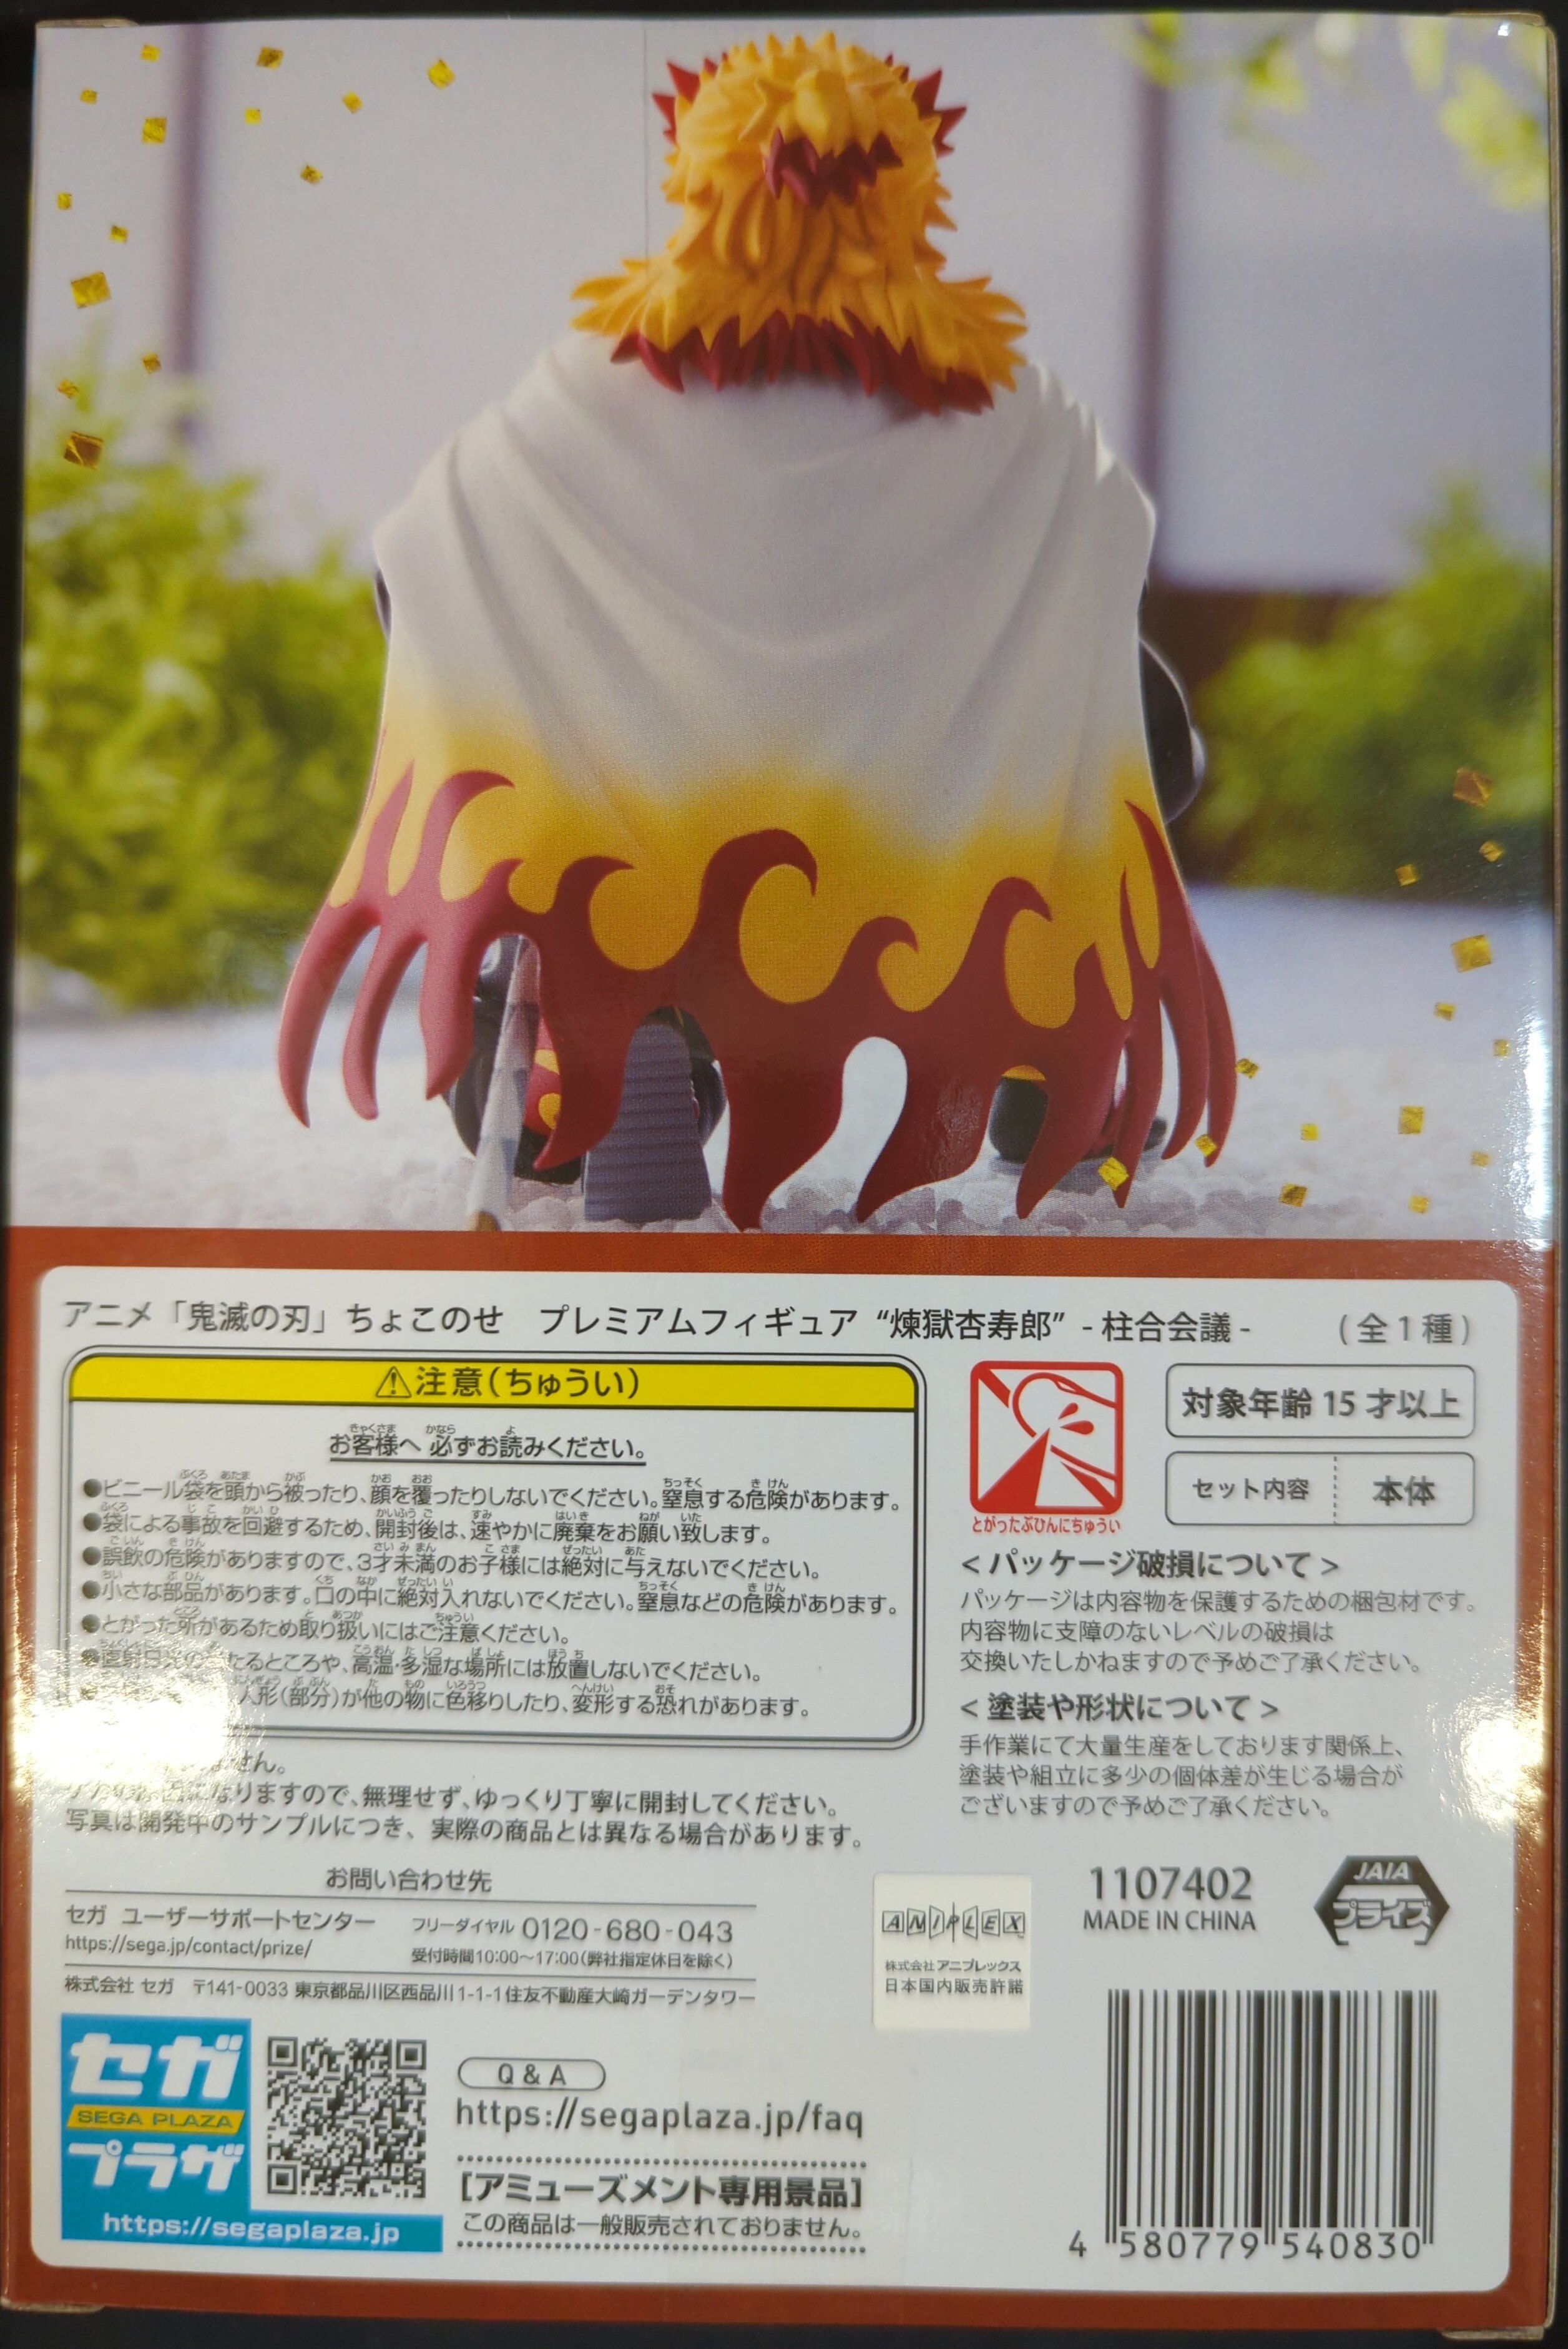 アニメ「鬼滅の刃」ちょこのせ　プレミアムフィギュア “煉獄杏寿郎” - 柱合会議 -　（全1種）
⚠注意（ちゅうい）
お客様へ 必ずお読みください。
●ビニール袋を頭から被ったり、顔を覆ったりしないでください。窒息する危険があります。
●袋による事故を回避するため、開封後は、速やかに廃棄をお願い致します。
●誤飲の危険がありますので、3才未満のお子様には絶対に与えないでください。
●小さな部品があります。口の中に絶対入れないでください。窒息などの危険があります。
●とがった所があるため取り扱いにはご注意ください。
●直射日光の たるところや、高温・多湿な場所には放置しないでください。
人形（部分）が他の物に色移りしたり、変形する恐れがあります。
せん。
なりますので、無理せず、ゆっくり丁寧に開封してください。
写真は開発中のサンプルにつき、実際の商品とは異なる場合があります。
とがったぶひんにちゅうい
対象年齢 15 才以上
セット内容 本体
< パッケージ破損について >
パッケージは内容物を保護するための梱包材です。
内容物に支障のないレベルの破損は
交換いたしかねますので予めご了承ください。
< 塗装や形状について >
手作業にて大量生産をしております関係上、
塗装や組立に多少の個体差が生じる場合が
ございますので予めご了承ください。
お問い合わせ先
セガ ユーザーサポートセンター
https://sega.jp/contact/prize/
フリーダイヤル 0120-680-043
受付時間10:00〜17:00（弊社指定休日を除く）
株式会社 セガ　〒141-0033 東京都品川区西品川1-1-1住友不動産大崎ガーデンタワー
ANIPLEX
株式会社 アニプレックス
日本国内販売許諾
1107402
MADE IN CHINA
JAIA
プライズ
セガ
SEGA PLAZA
プラザ
https://segaplaza.jp
Q & A
https://segaplaza.jp/faq
［アミューズメント専用景品］
この商品は一般販売されておりません。
4 580779 540830